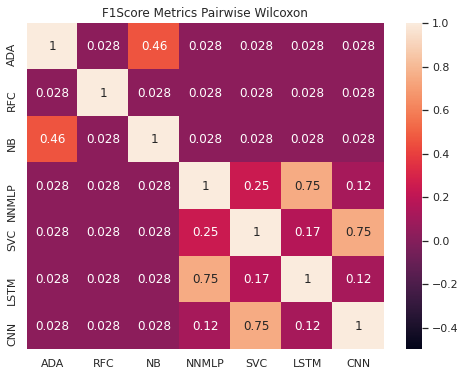 F1Score Metrics Pairwise Wilcoxon
ADA 1 0.028 0.46 0.028 0.028 0.028 0.028
RFC 0.028 1 0.028 0.028 0.028 0.028 0.028
NB 0.46 0.028 1 0.028 0.028 0.028 0.028
NNMLP 0.028 0.028 0.028 1 0.25 0.75 0.12
SVC 0.028 0.028 0.028 0.25 1 0.17 0.75
LSTM 0.028 0.028 0.028 0.75 0.17 1 0.12
CNN 0.028 0.028 0.028 0.12 0.75 0.12 1
ADA RFC NB NNMLP SVC LSTM CNN
1.0
0.8
0.6
0.4
0.2
0.0
−0.2
−0.4